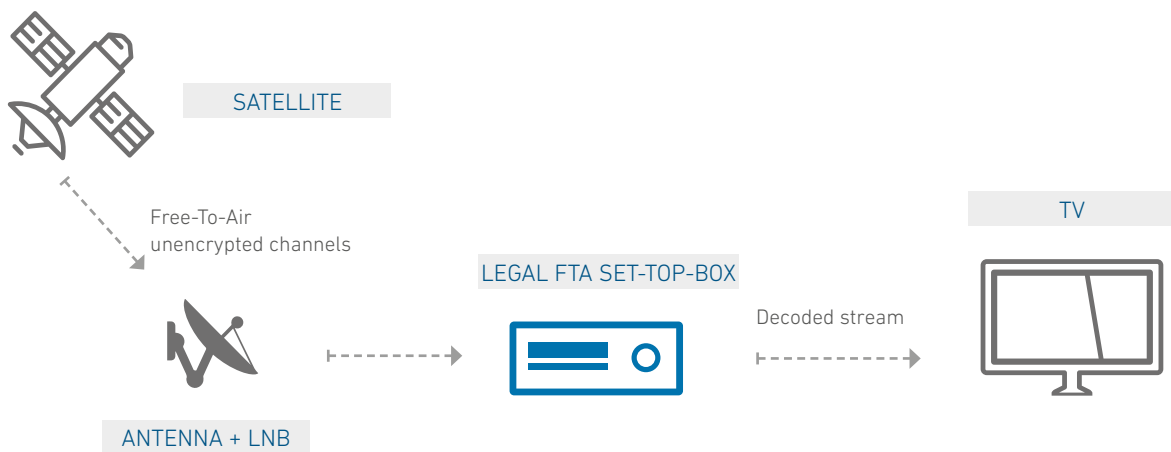 SATELLITE
Free-To-Air
unencrypted channels
TV
LEGAL FTA SET-TOP-BOX
Decoded stream
ANTENNA + LNB